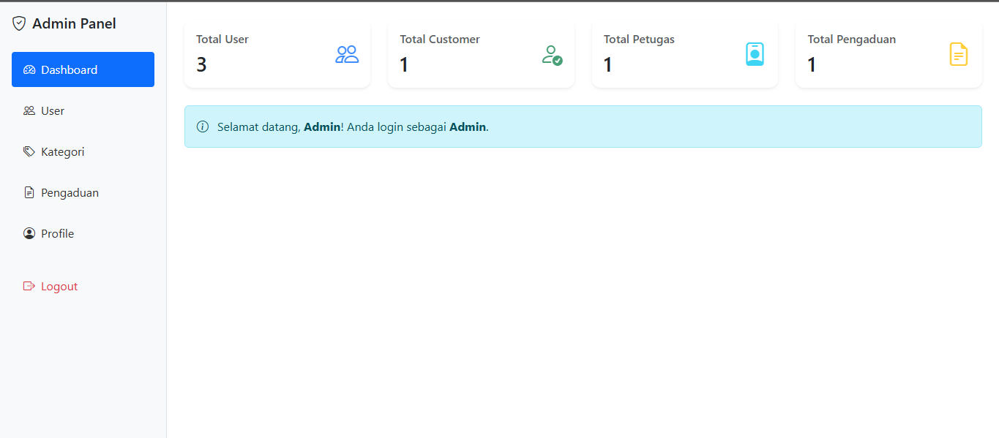 Admin Panel
Dashboard
User
Kategori
Pengaduan
Profile
Logout
Total User
3
Total Customer
1
Total Petugas
1
Total Pengaduan
1
Selamat datang, Admin! Anda login sebagai Admin.